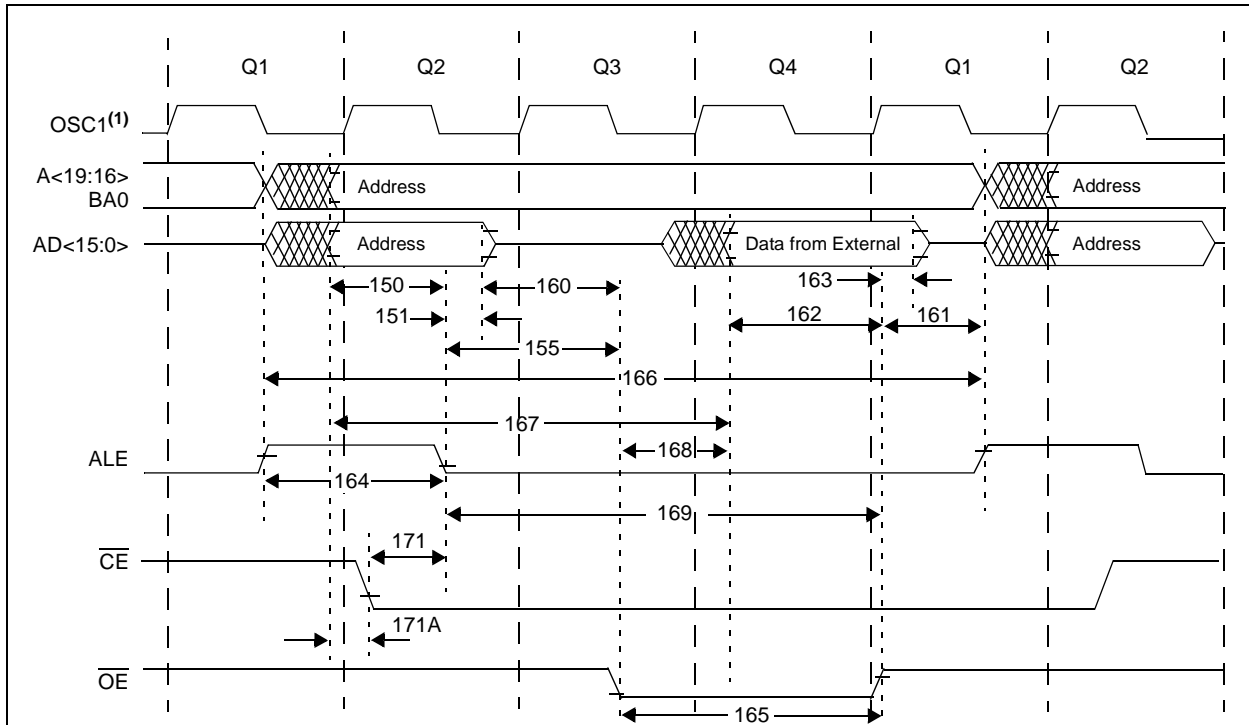 Q1 Q2 Q3 Q4 Q1 Q2
OSC1(1)
A<19:16>
BA0
Address Address
AD<15:0>
Address Data from External Address
150 160 163
151 162 161
155
166
167
ALE
168
164
169
CE
171
171A
OE
165